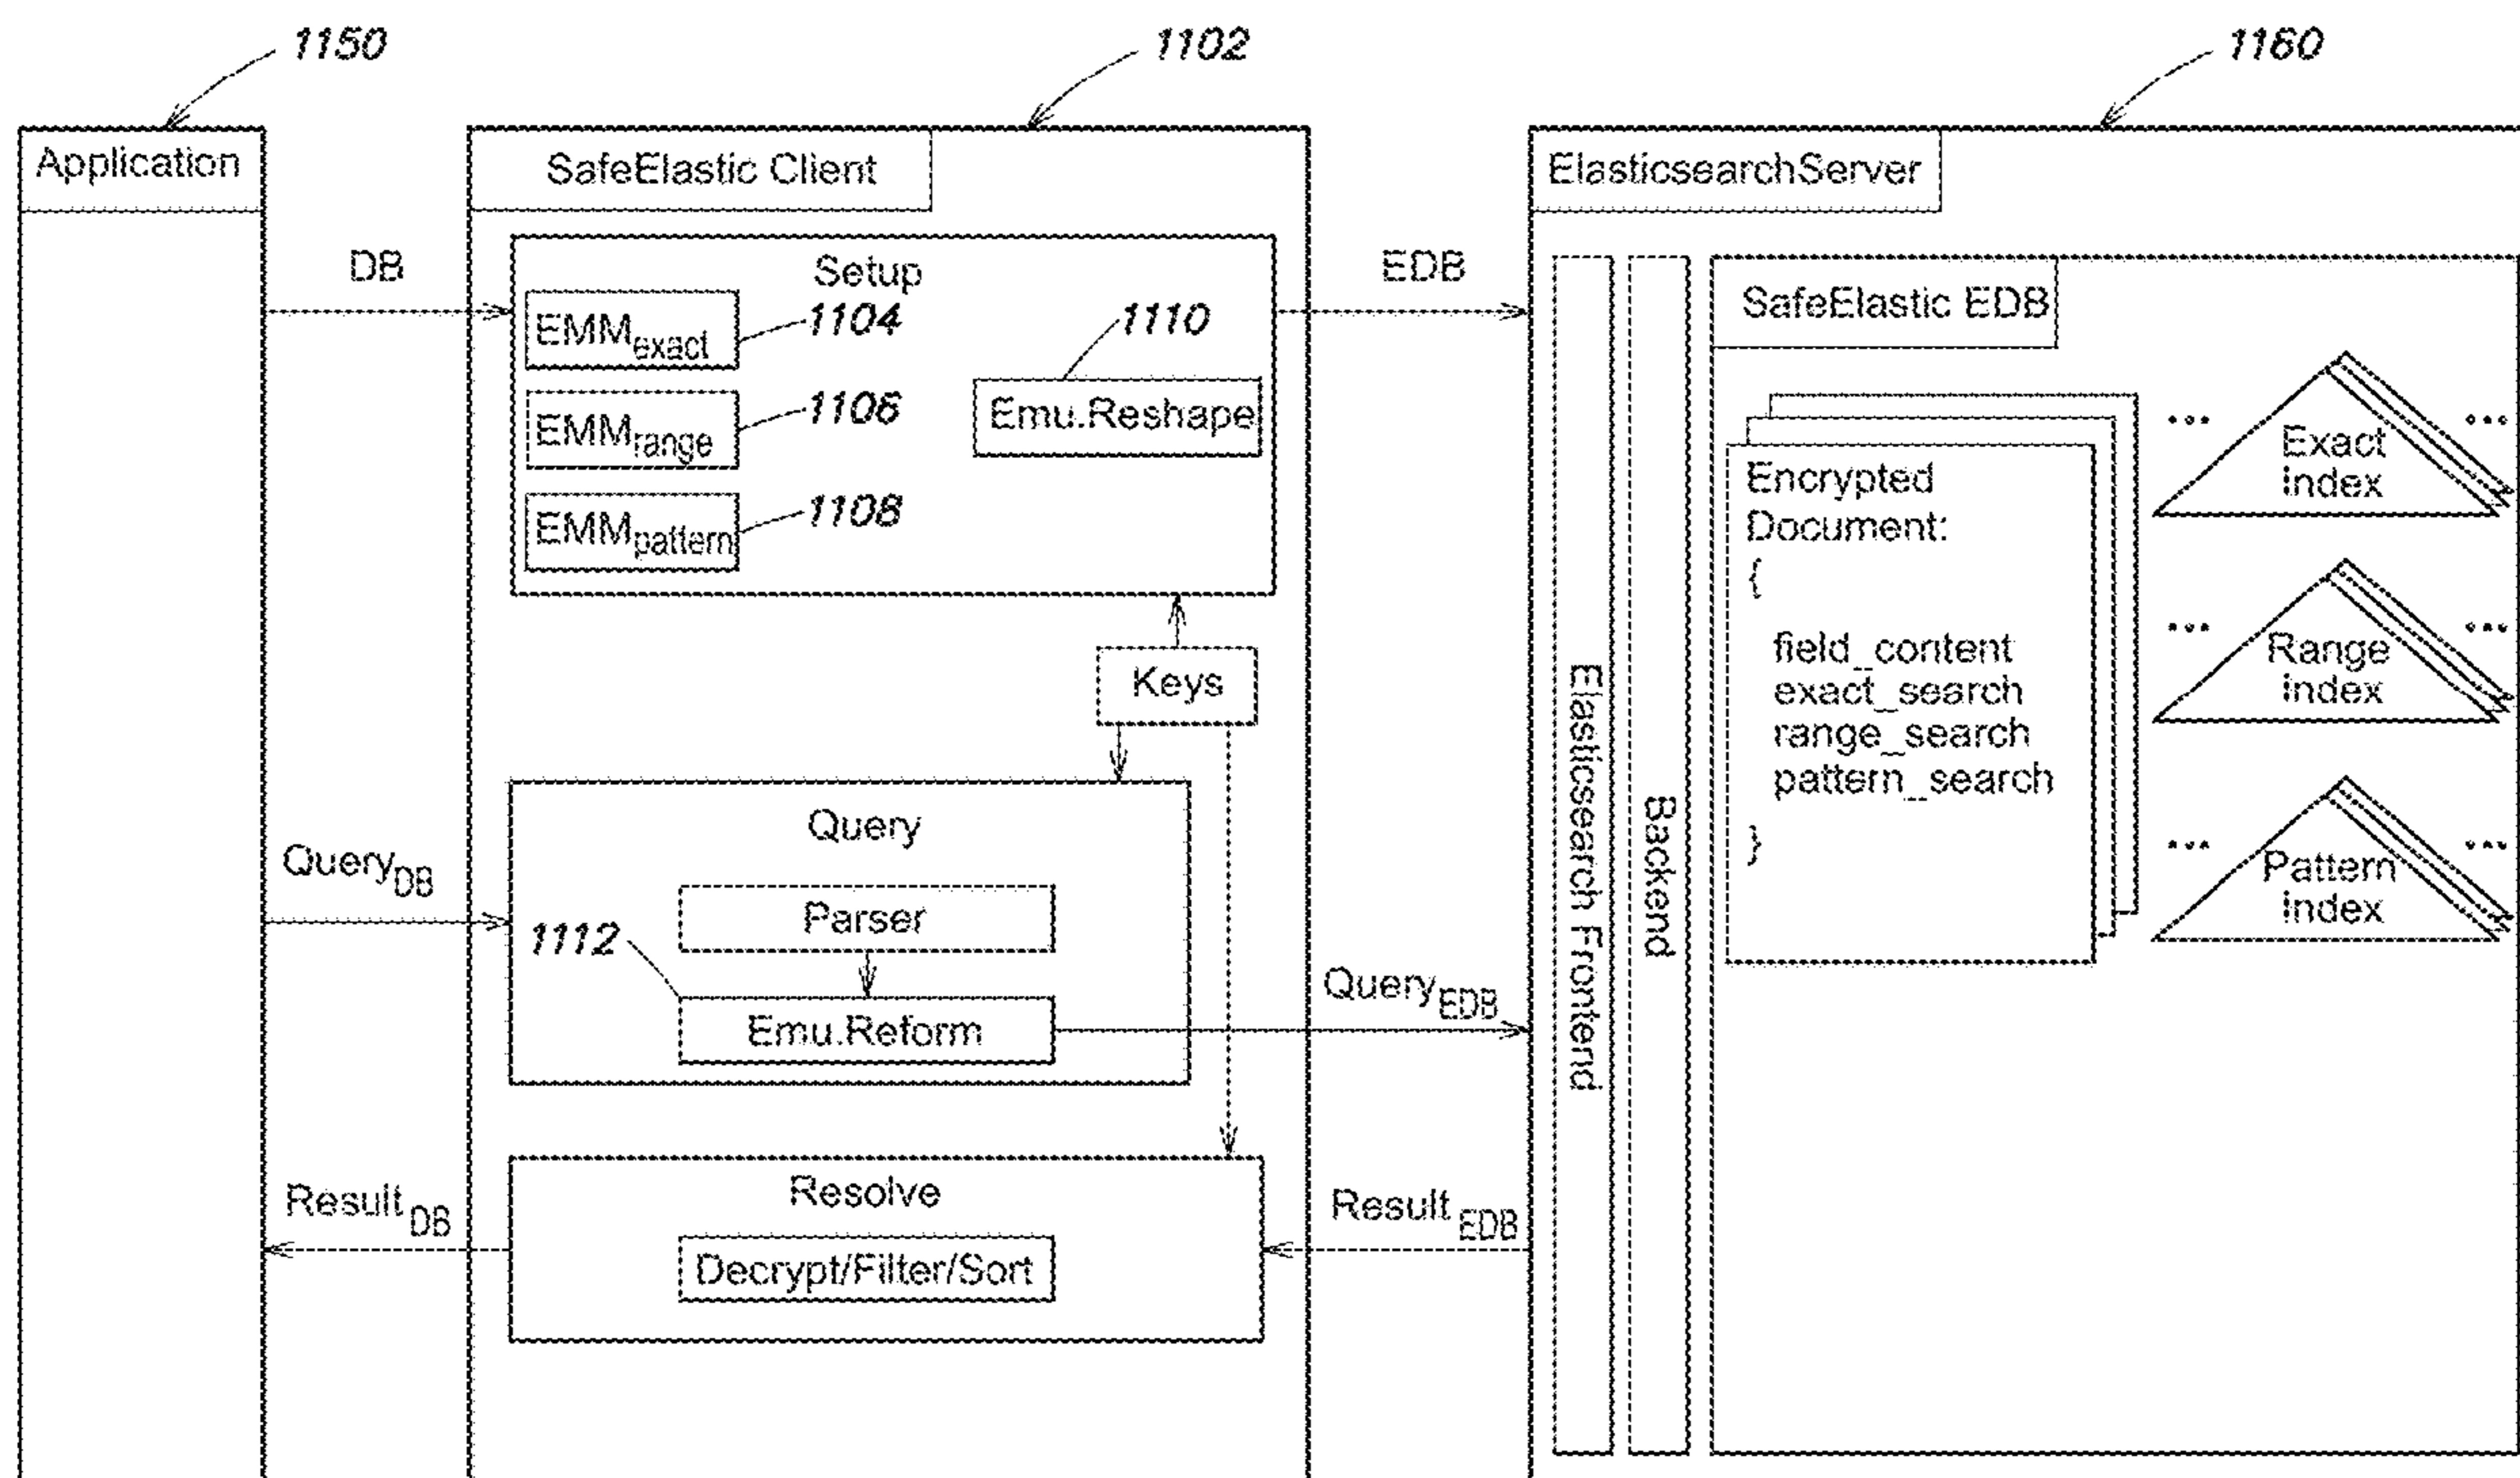 1150
1102
1160
Application
SafeElastic Client
ElasticsearchServer
DB
Setup
EMMexact
1104
EMMrange
1106
EMMpattern
1108
1110
Emu.Reshape
EDB
Keys
QueryDB
Query
Parser
1112
Emu.Reform
QueryEDB
ResultDB
Resolve
Decrypt/Filter/Sort
ResultEDB
Elasticsearch Frontend
Backend
SafeElastic EDB
Encrypted
Document:
{
field_content
exact_search
range_search
pattern_search
}
...
Exact
index
...
...
Range
index
...
...
Pattern
index
...